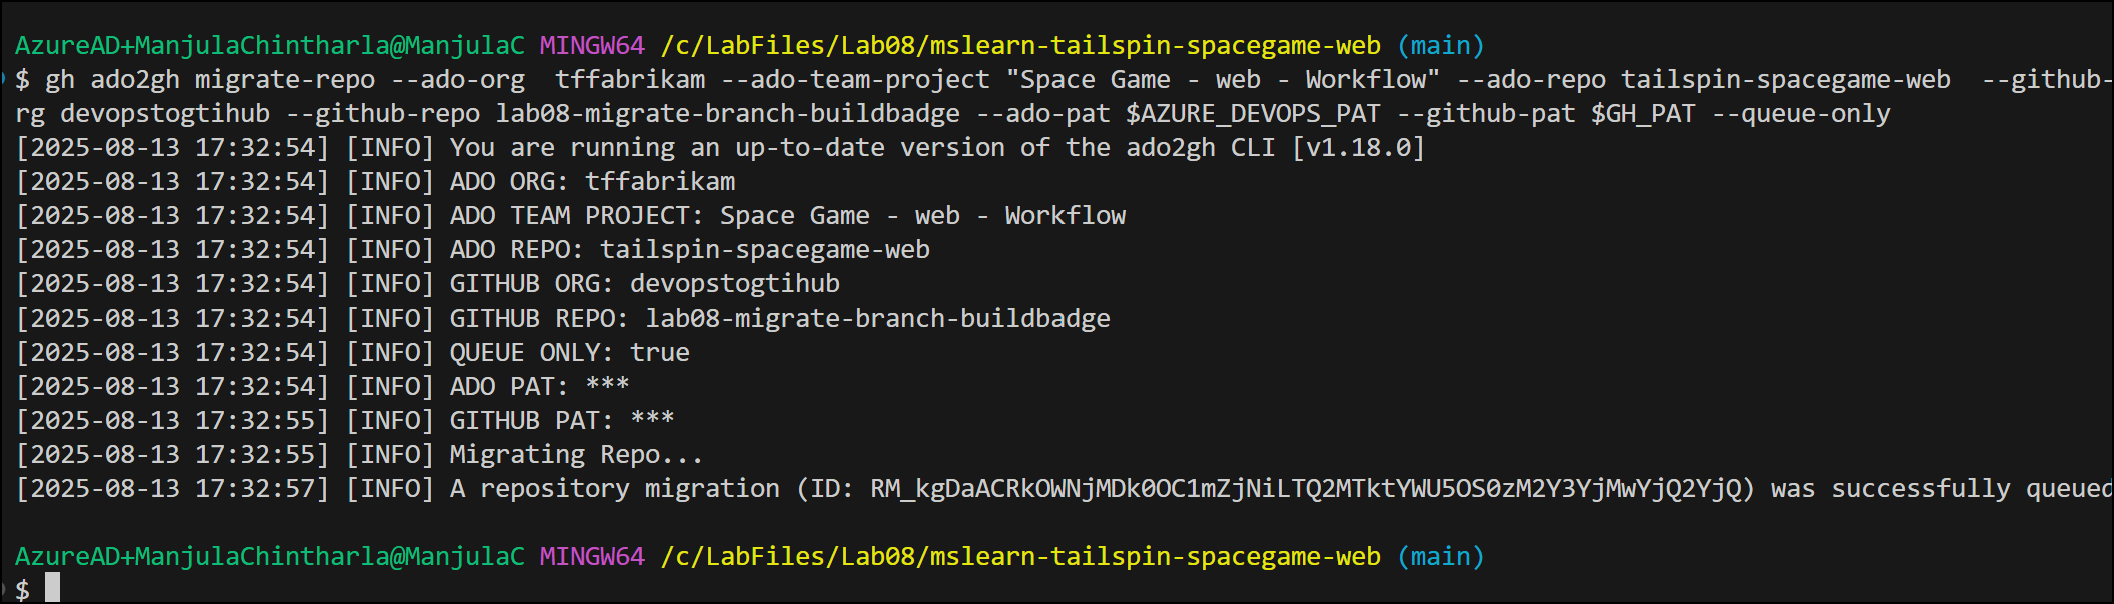 AzureAD+ManjulaChintharla@ManjulaC MINGW64 /c/LabFiles/Lab08/mslearn-tailspin-spacegame-web (main)
$ gh ado2gh migrate-repo --ado-org  tffabrikam --ado-team-project "Space Game - web - Workflow" --ado-repo tailspin-spacegame-web  --github-
rg devopstogtihub --github-repo lab08-migrate-branch-buildbadge --ado-pat $AZURE_DEVOPS_PAT --github-pat $GH_PAT --queue-only
[2025-08-13 17:32:54] [INFO] You are running an up-to-date version of the ado2gh CLI [v1.18.0]
[2025-08-13 17:32:54] [INFO] ADO ORG: tffabrikam
[2025-08-13 17:32:54] [INFO] ADO TEAM PROJECT: Space Game - web - Workflow
[2025-08-13 17:32:54] [INFO] ADO REPO: tailspin-spacegame-web
[2025-08-13 17:32:54] [INFO] GITHUB ORG: devopstogtihub
[2025-08-13 17:32:54] [INFO] GITHUB REPO: lab08-migrate-branch-buildbadge
[2025-08-13 17:32:54] [INFO] QUEUE ONLY: true
[2025-08-13 17:32:54] [INFO] ADO PAT: ***
[2025-08-13 17:32:55] [INFO] GITHUB PAT: ***
[2025-08-13 17:32:55] [INFO] Migrating Repo...
[2025-08-13 17:32:57] [INFO] A repository migration (ID: RM_kgDaACRkOWNjMDk0OC1mZjNiLTQ2MTktYWU5OS0zM2Y3YjMwYjQ2YjQ) was successfully queued
AzureAD+ManjulaChintharla@ManjulaC MINGW64 /c/LabFiles/Lab08/mslearn-tailspin-spacegame-web (main)
$